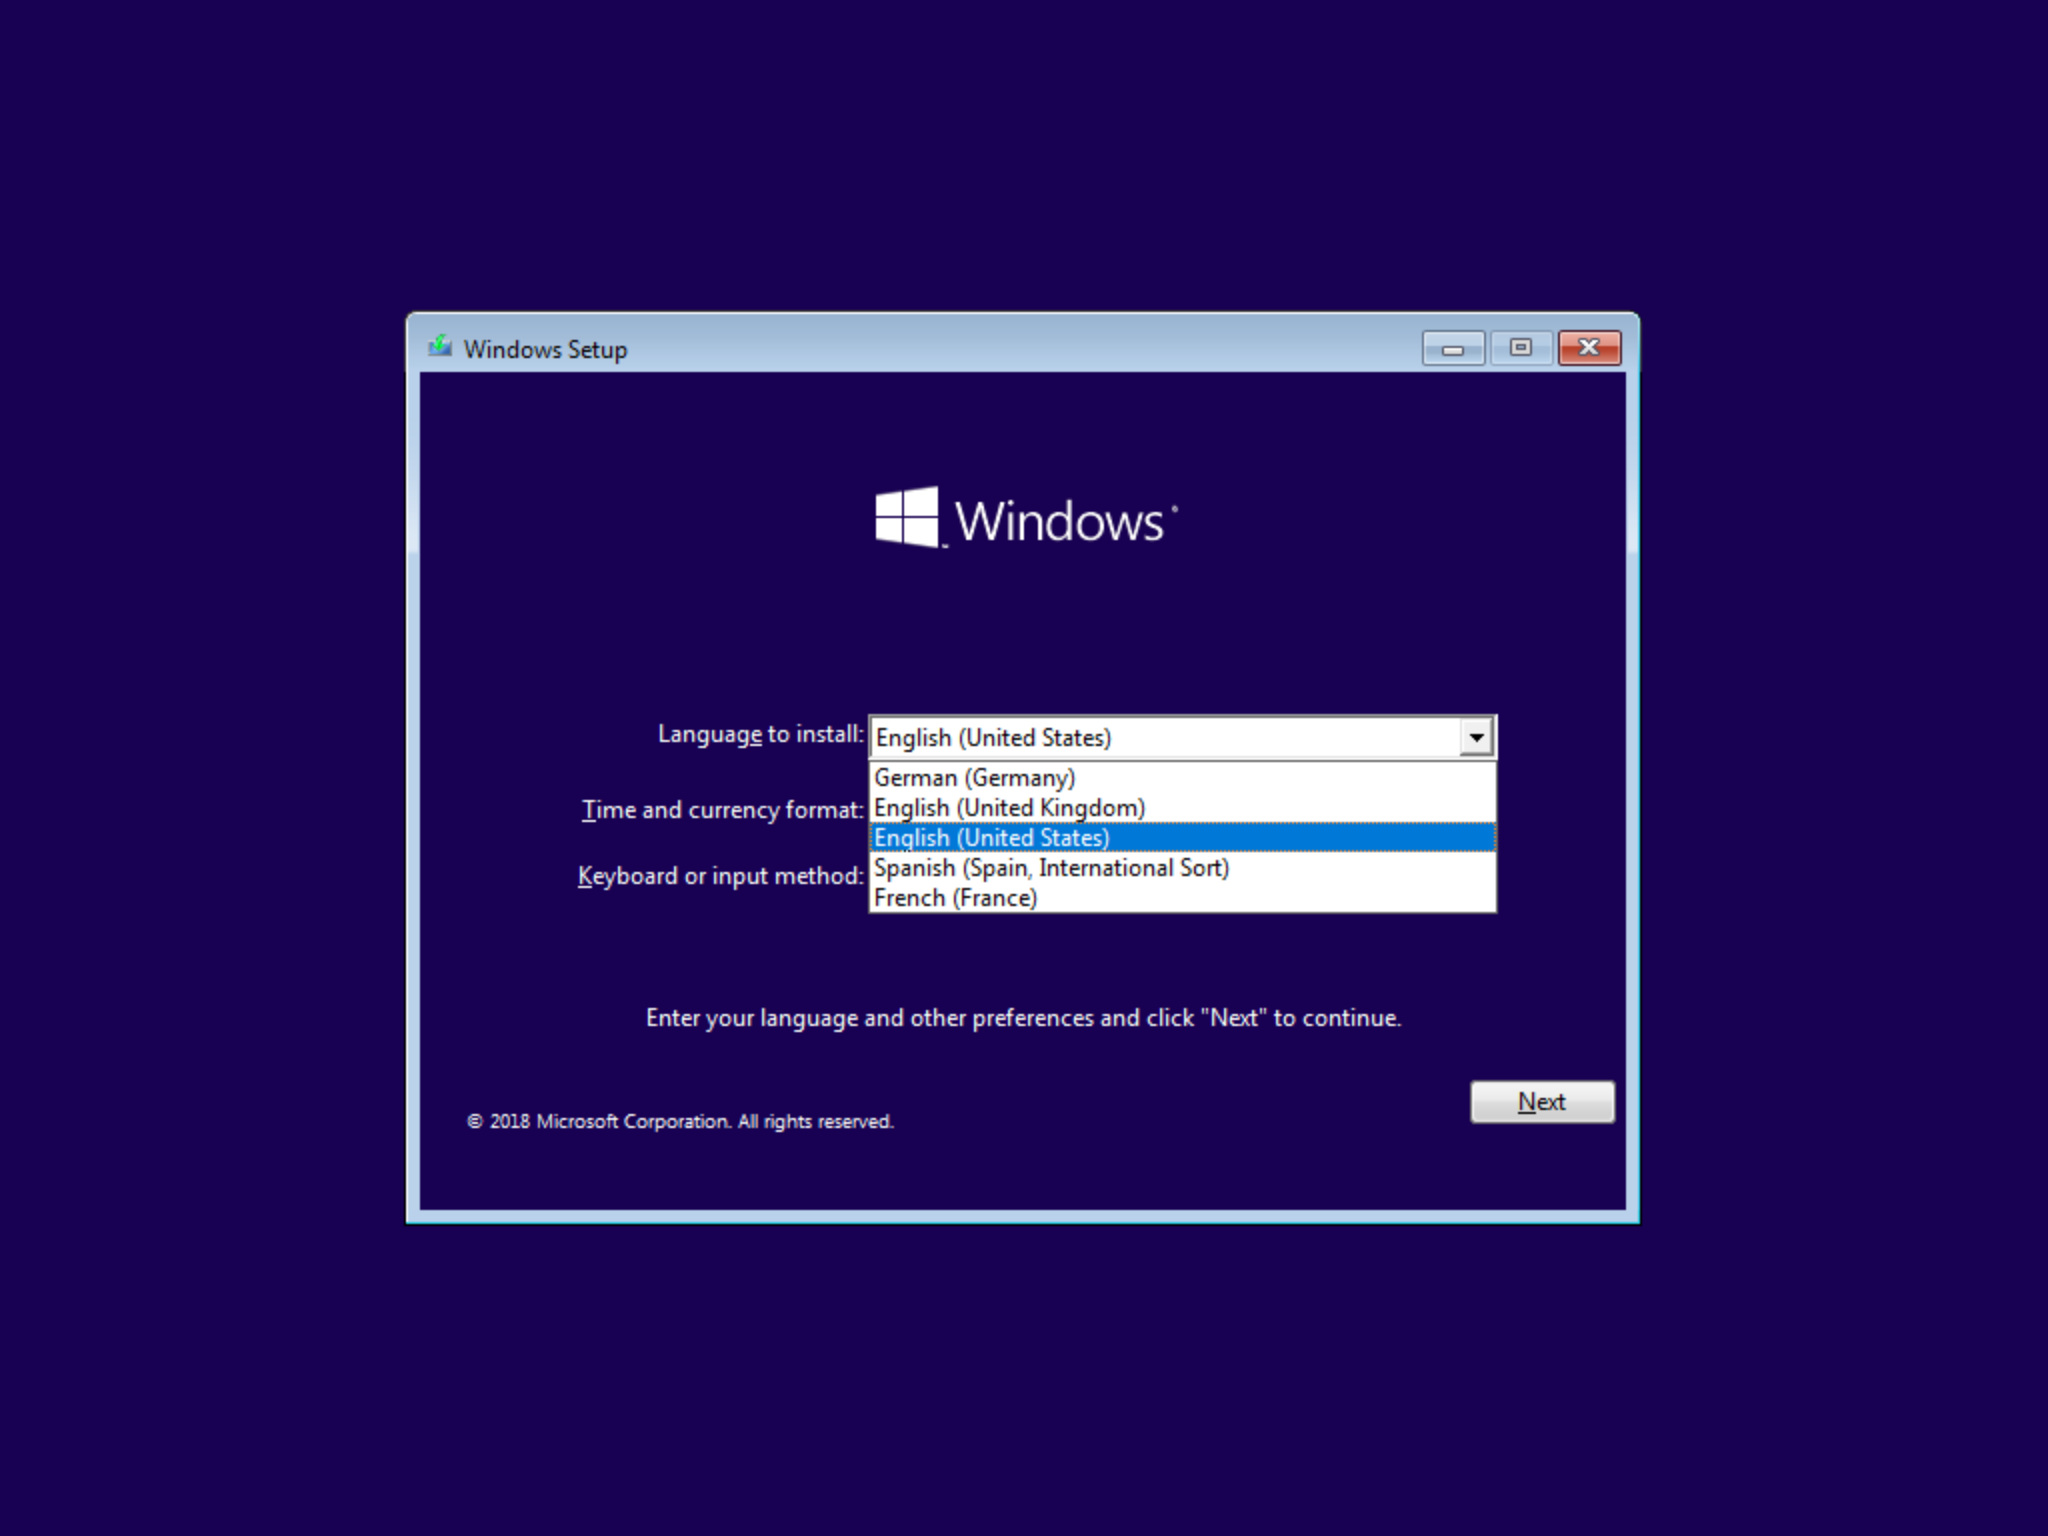 Windows Setup
Windows
Language to install: English (United States)
German (Germany)
English (United Kingdom)
Time and currency format:
English (United States)
Spanish (Spain, International Sort)
Keyboard or input method:
French (France)
Enter your language and other preferences and click "Next" to continue.
Next
© 2018 Microsoft Corporation. All rights reserved.